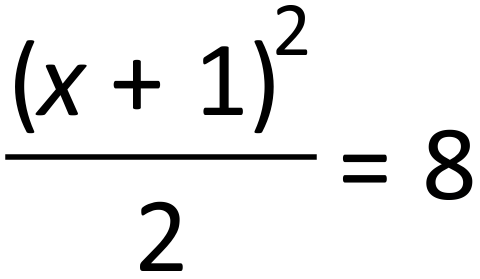 (x + 1)²
2
= 8